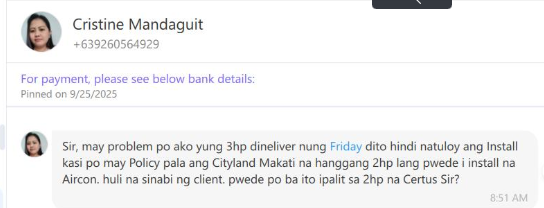 Cristine Mandaguit
+639260564929
For payment, please see below bank details:
Pinned on 9/25/2025
Sir, may problem po ako yung 3hp dineliver nung Friday dito hindi natuloy ang Install
kasi po may Policy pala ang Cityland Makati na hanggang 2hp lang pwede i install na
Aircon. huli na sinabi ng client. pwede po ba ito ipalit sa 2hp na Certus Sir?
8:51 AM